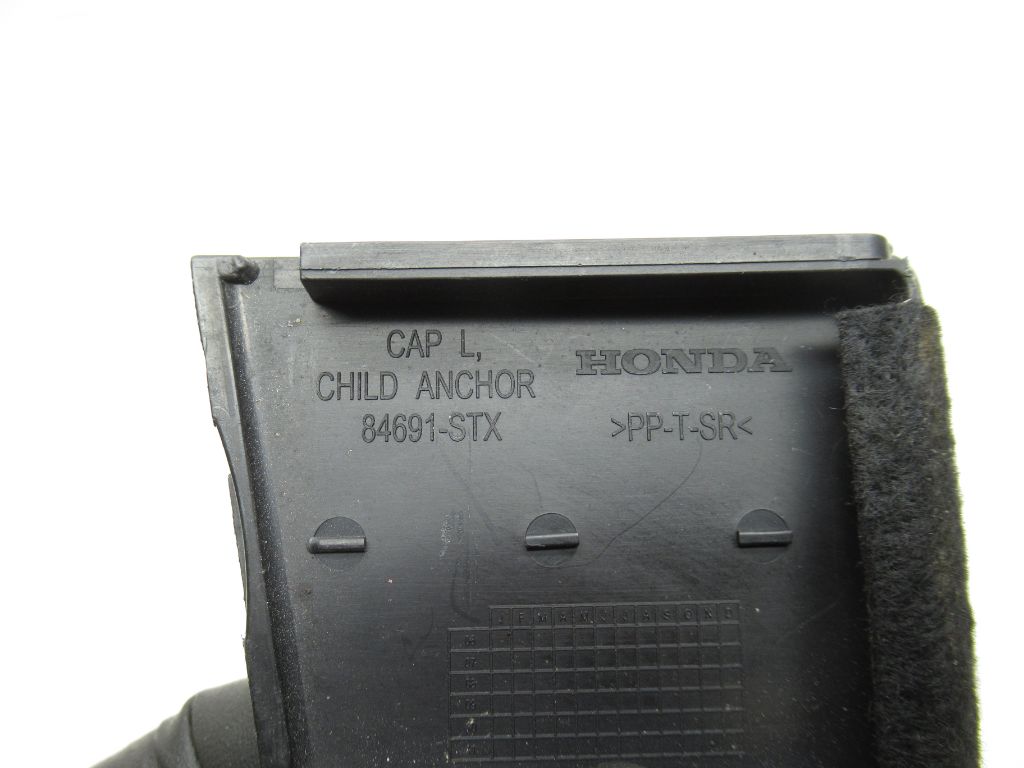 CAP L,
CHILD ANCHOR
84691-STX
HONDA
>PP-T-SR<
J F M A M J J A S O N D